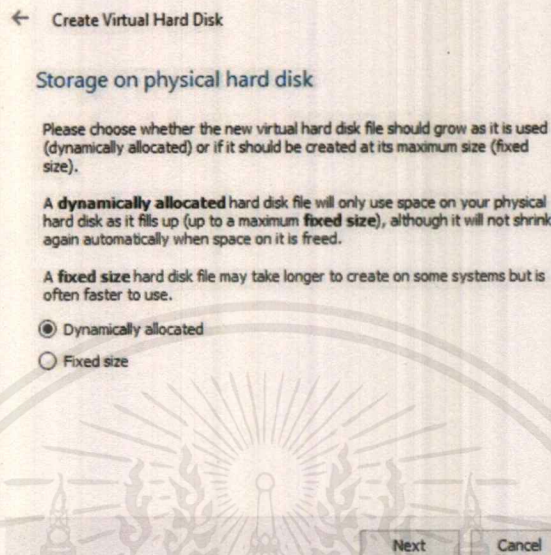 ← Create Virtual Hard Disk
Storage on physical hard disk
Please choose whether the new virtual hard disk file should grow as it is used
(dynamically allocated) or if it should be created at its maximum size (fixed
size).
A dynamically allocated hard disk file will only use space on your physical
hard disk as it fills up (up to a maximum fixed size), although it will not shrink
again automatically when space on it is freed.
A fixed size hard disk file may take longer to create on some systems but is
often faster to use.
Dynamically allocated
Fixed size
Next Cancel